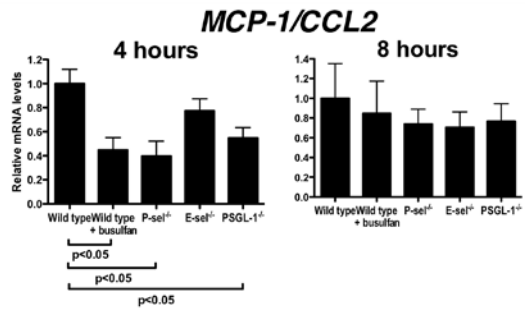 MCP-1/CCL2
4 hours
8 hours
Relative mRNA levels
1.2
1.0
0.8
0.6
0.4
0.2
0.0
Wild type
Wild type
+ busulfan
P-sel-/-
E-sel-/-
PSGL-1-/-
p<0.05
p<0.05
p<0.05
1.4
1.2
1.0
0.8
0.6
0.4
0.2
0.0
Wild type
Wild type
+ busulfan
P-sel-/-
E-sel-/-
PSGL-1-/-